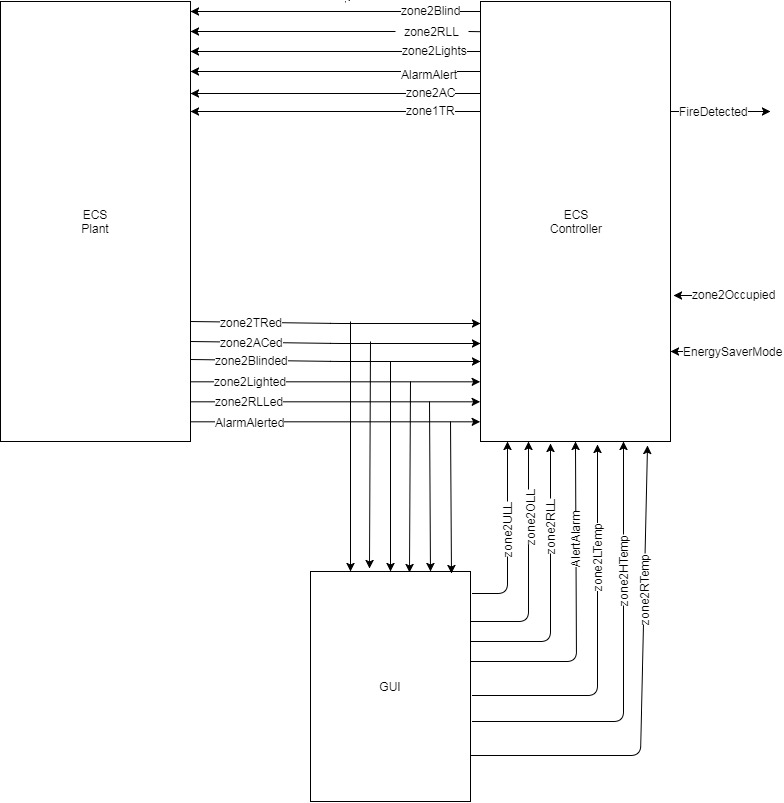 zone2Blind
zone2RLL
zone2Lights
AlarmAlert
zone2AC
zone1TR
FireDetected
ECS
Plant
ECS
Controller
zone2Occupied
zone2TRed
zone2ACed
EnergySaverMode
zone2Blinded
zone2Lighted
zone2RLLed
AlarmAlerted
zone2ULL
zone2OLL
zone2RLL
AlertAlarm
zone2LTemp
zone2HTemp
zone2RTemp
GUI